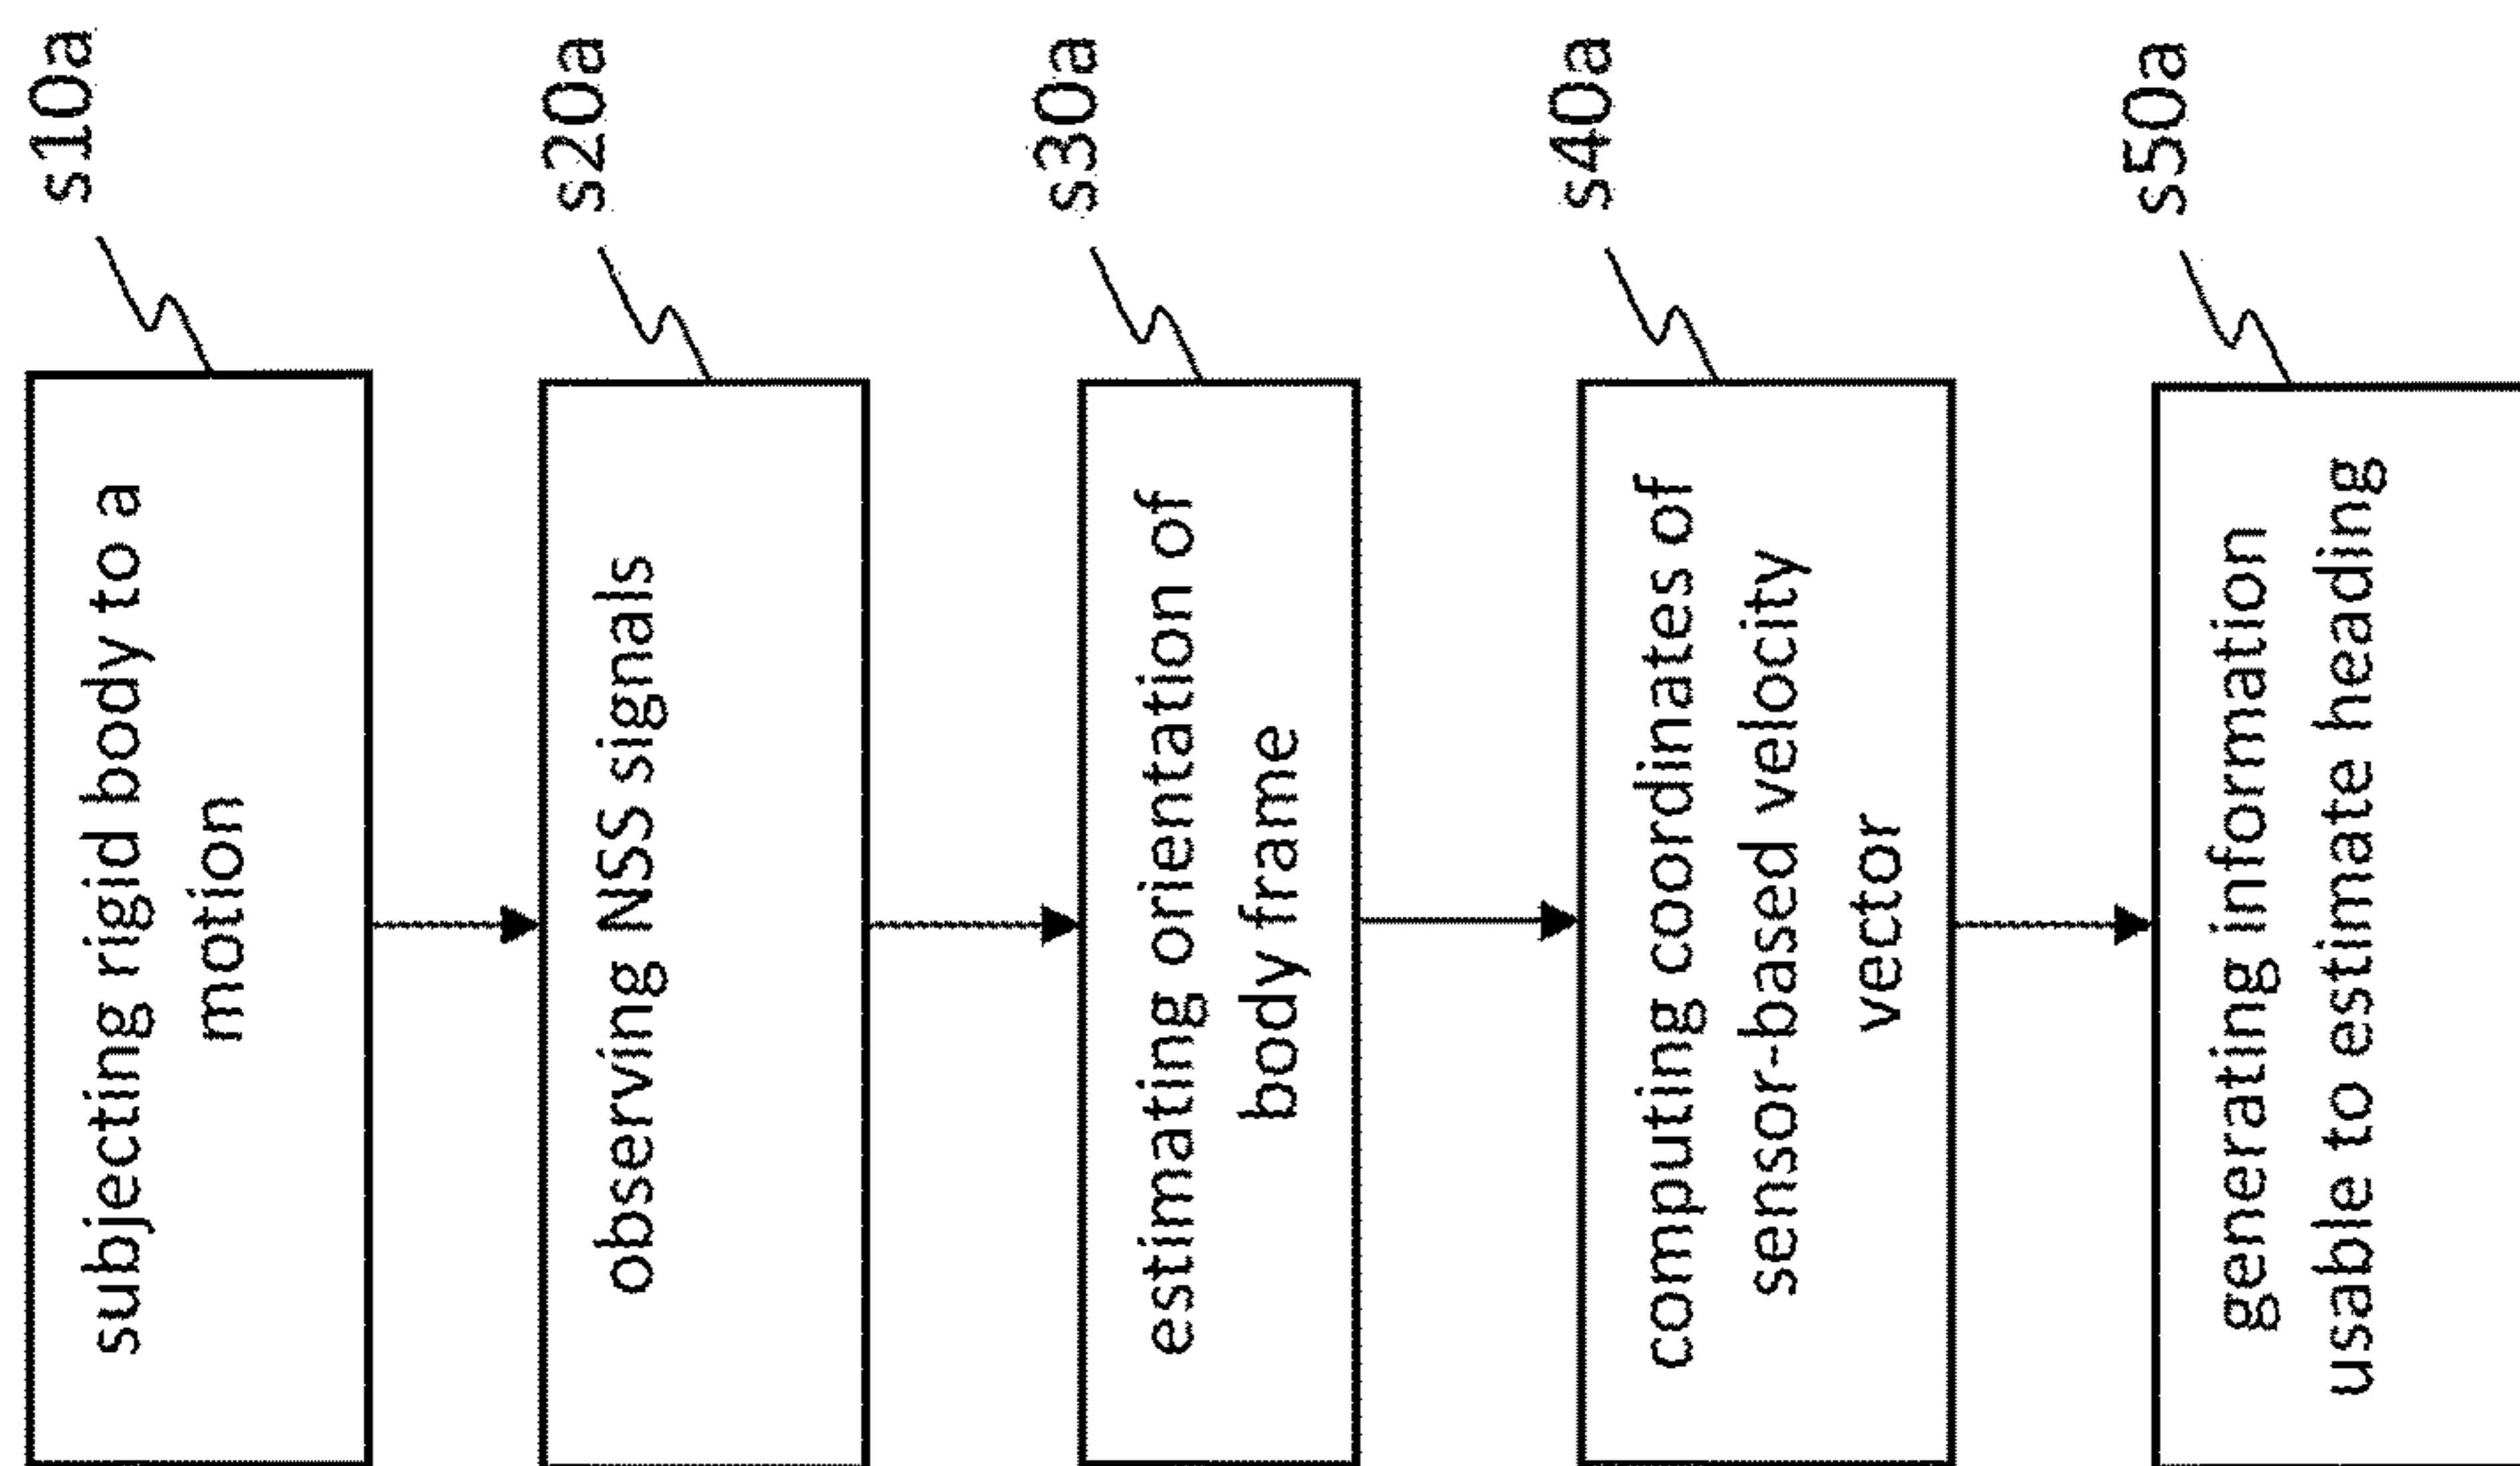 s10a
subjecting rigid body to a
motion
s20a
observing NSS signals
s30a
estimating orientation of
body frame
s40a
computing coordinates of
sensor-based velocity
vector
s50a
generating information
usable to estimate heading